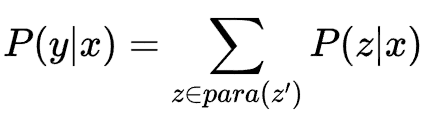 P(y|x) = ∑ P(z|x)
z∈para(z′)